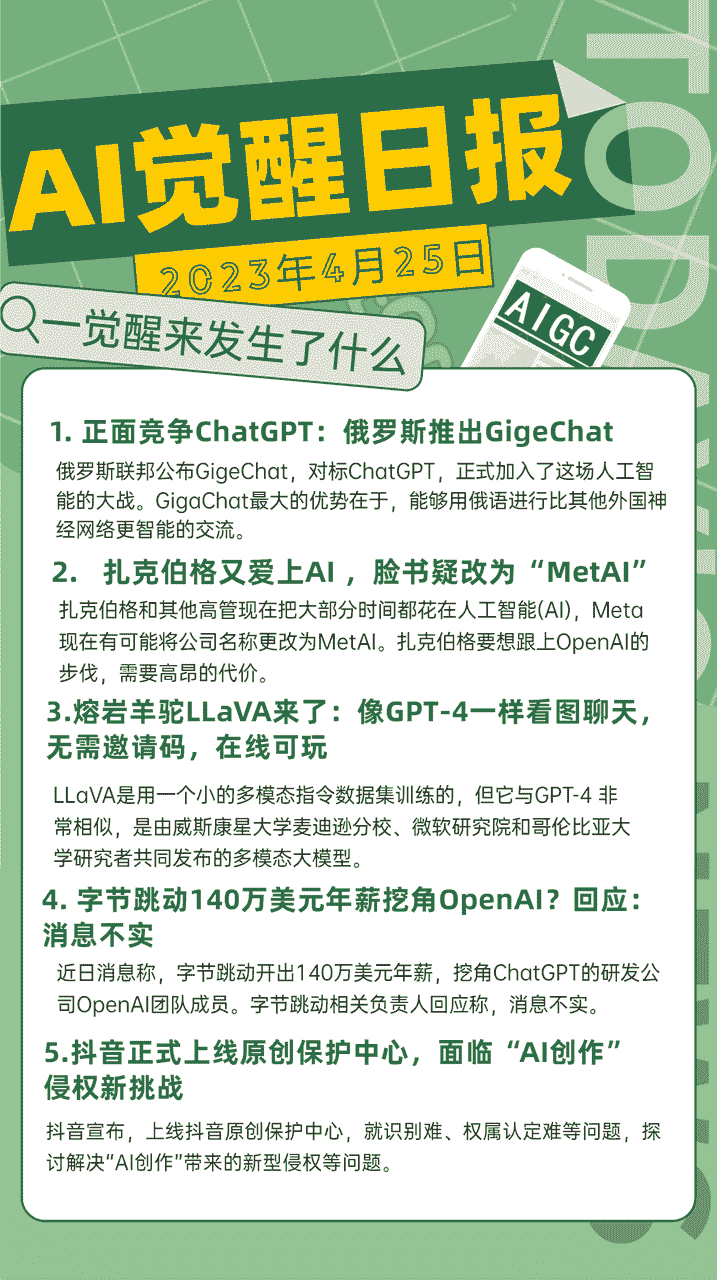 AI觉醒日报
2023年4月25日
一觉醒来发生了什么
AIGC
1. 正面竞争ChatGPT：俄罗斯推出GigeChat
俄罗斯联邦公布GigeChat，对标ChatGPT，正式加入了这场人工智
能的大战。GigaChat最大的优势在于，能够用俄语进行比其他外国神
经网络更智能的交流。
2. 扎克伯格又爱上AI ，脸书疑改为“MetAI”
扎克伯格和其他高管现在把大部分时间都花在人工智能(AI)，Meta
现在有可能将公司名称更改为MetAI。扎克伯格要想跟上OpenAI的
步伐，需要高昂的代价。
3.熔岩羊驼LLaVA来了：像GPT-4一样看图聊天，
无需邀请码，在线可玩
LLaVA是用一个小的多模态指令数据集训练的，但它与GPT-4 非
常相似，是由威斯康星大学麦迪逊分校、微软研究院和哥伦比亚大
学研究者共同发布的多模态大模型。
4. 字节跳动140万美元年薪挖角OpenAI？回应：
消息不实
近日消息称，字节跳动开出140万美元年薪，挖角ChatGPT的研发公
司OpenAI团队成员。字节跳动相关负责人回应称，消息不实。
5.抖音正式上线原创保护中心，面临“AI创作”
侵权新挑战
抖音宣布，上线抖音原创保护中心，就识别难、权属认定难等问题，探
讨解决“AI创作”带来的新型侵权等问题。